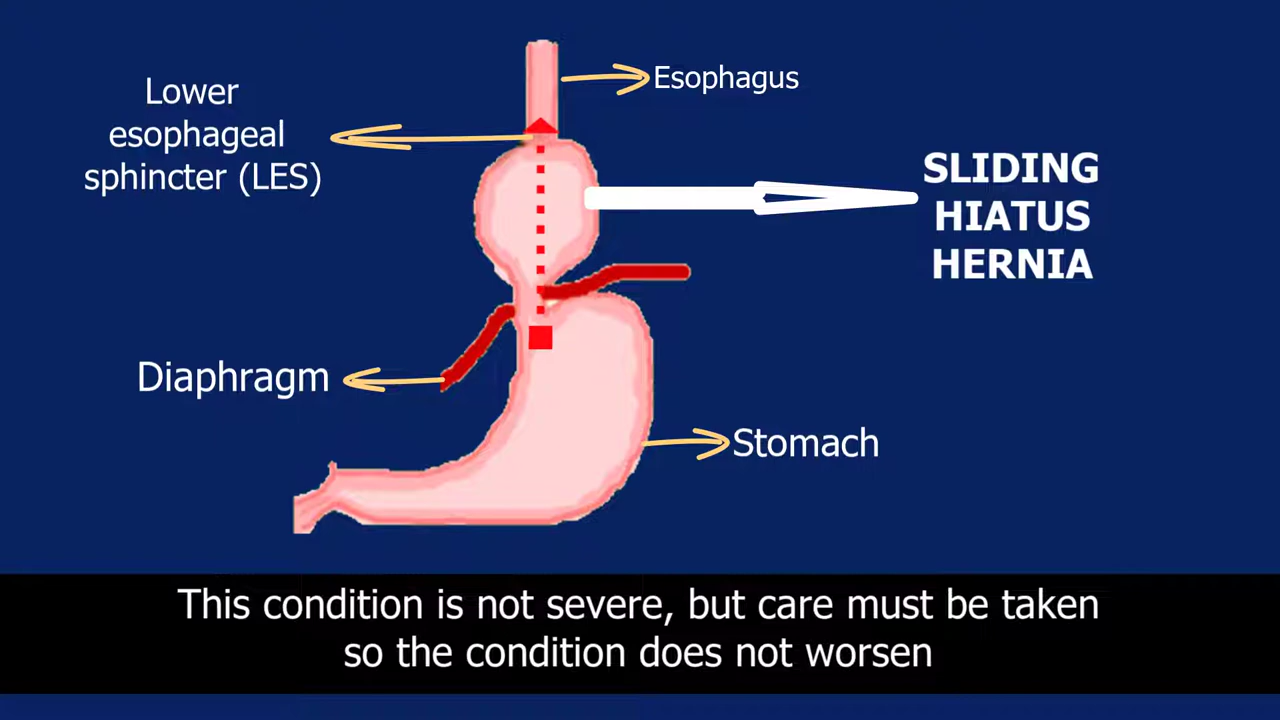 Lower
esophageal
sphincter (LES)
Esophagus
SLIDING
HIATUS
HERNIA
Diaphragm
Stomach
This condition is not severe, but care must be taken
so the condition does not worsen